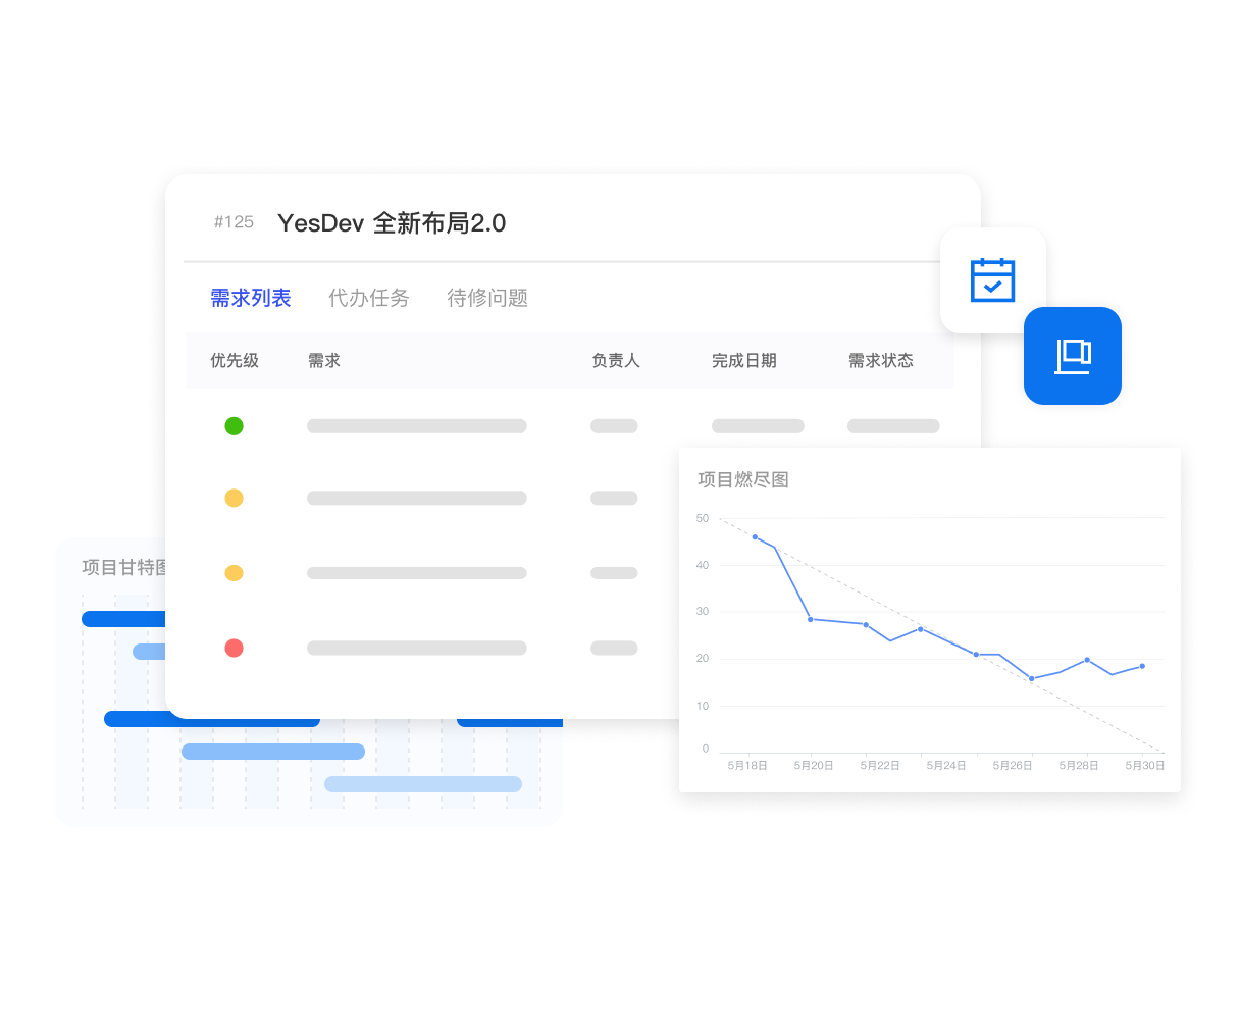 #125 YesDev 全新布局2.0
需求列表 代办任务 待修问题
优先级 需求 负责人 完成日期 需求状态
项目燃尽图
50
40
30
20
10
0
5月18日 5月20日 5月22日 5月24日 5月26日 5月28日 5月30日
项目甘特图